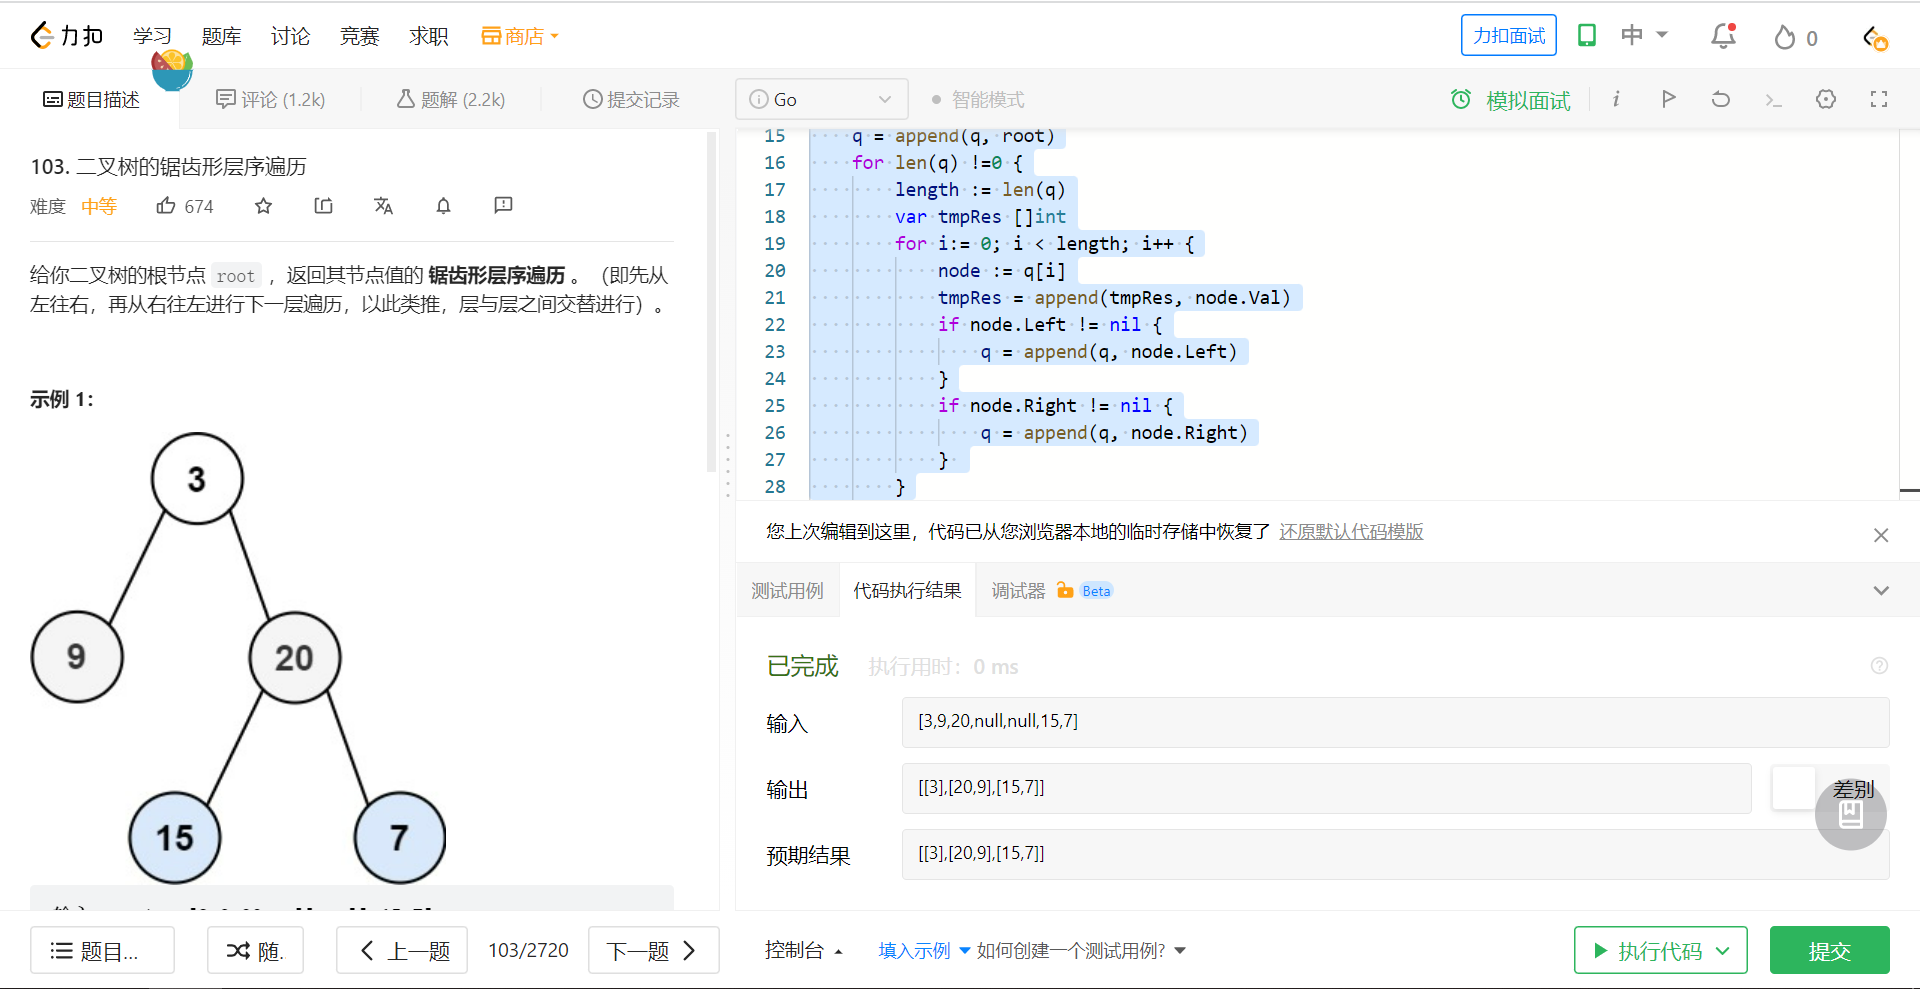 力扣 学习 题库 讨论 竞赛 求职 商店 力扣面试 中 0
题目描述 评论 (1.2k) 题解 (2.2k) 提交记录 Go 智能模式 模拟面试
103. 二叉树的锯齿形层序遍历
难度 中等 674
给你二叉树的根节点 root ，返回其节点值的 锯齿形层序遍历 。（即先从
左往右，再从右往左进行下一层遍历，以此类推，层与层之间交替进行）。
示例 1：
3
9 20
15 7
15 q = append(q, root)
16 for len(q) !=0 {
17 length := len(q)
18 var tmpRes []int
19 for i:= 0; i < length; i++ {
20 node := q[i]
21 tmpRes = append(tmpRes, node.Val)
22 if node.Left != nil {
23 q = append(q, node.Left)
24 }
25 if node.Right != nil {
26 q = append(q, node.Right)
27 }
28 }
您上次编辑到这里，代码已从您浏览器本地的临时存储中恢复了 还原默认代码模版
测试用例 代码执行结果 调试器 Beta
已完成 执行用时：0 ms
输入 [3,9,20,null,null,15,7]
输出 [[3],[20,9],[15,7]] 差别
预期结果 [[3],[20,9],[15,7]]
题目... 随. 上一题 103/2720 下一题 控制台 填入示例 如何创建一个测试用例? 执行代码 提交